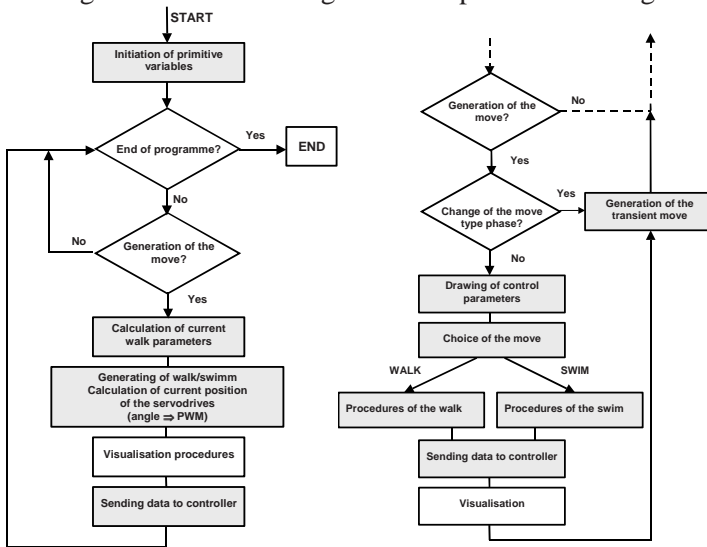 START
Initiation of primitive
variables
End of programme?
Yes
END
No
Generation of the
move?
No
Yes
Calculation of current
walk parameters
Generating of walk/swimm
Calculation of current position
of the servodrives
(angle ⇒ PWM)
Visualisation procedures
Sending data to controller
Generation of the
move?
No
Yes
Change of the move
type phase?
Yes
Generation of the
transient move
No
Drawing of control
parameters
Choice of the move
WALK
SWIM
Procedures of the walk
Procedures of the swim
Sending data to controller
Visualisation